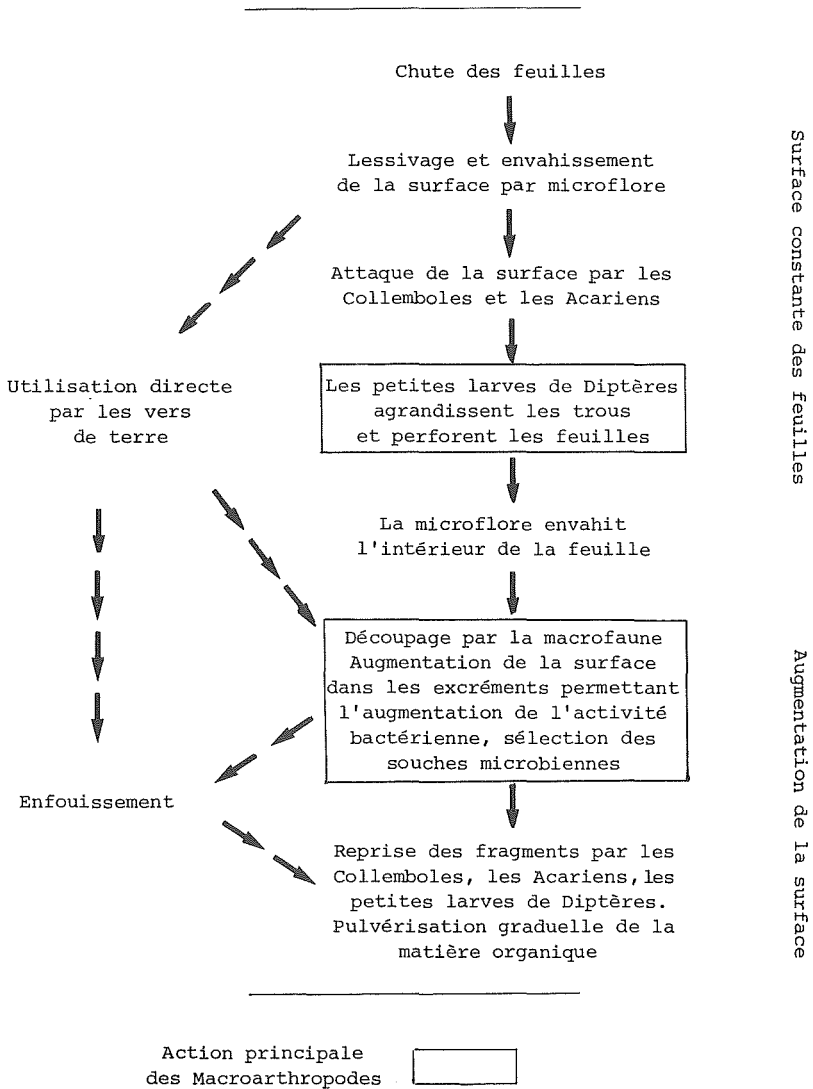 Chute des feuilles
Lessivage et envahissement
de la surface par microflore
Attaque de la surface par les
Collemboles et les Acariens
Utilisation directe
par les vers
de terre
Les petites larves de Diptères
agrandissent les trous
et perforent les feuilles
La microflore envahit
l'intérieur de la feuille
Découpage par la macrofaune
Augmentation de la surface
dans les excréments permettant
l'augmentation de l'activité
bactérienne, sélection des
souches microbiennes
Enfouissement
Reprise des fragments par les
Collemboles, les Acariens, les
petites larves de Diptères.
Pulvérisation graduelle de la
matière organique
Surface constante des feuilles
Augmentation de la surface
Action principale
des Macroarthropodes